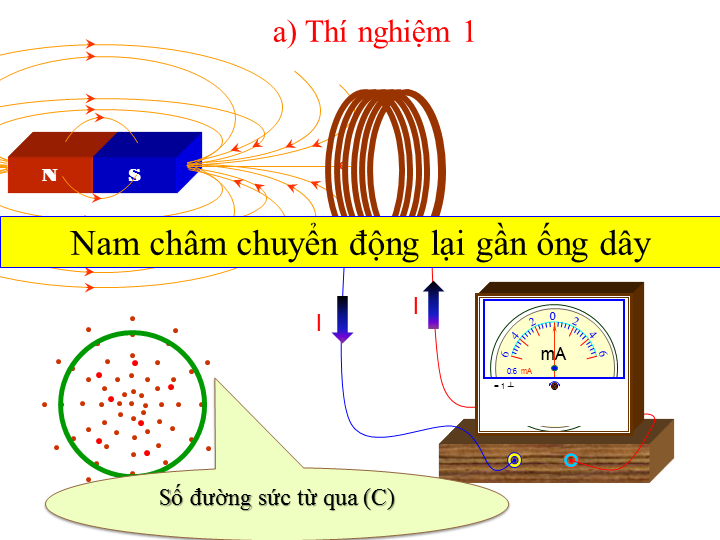 a) Thí nghiệm 1
N S
Nam châm chuyển động lại gần ống dây
I
I
6 4 2 0 2 4 6
mA
0.6 mA
Số đường sức từ qua (C)